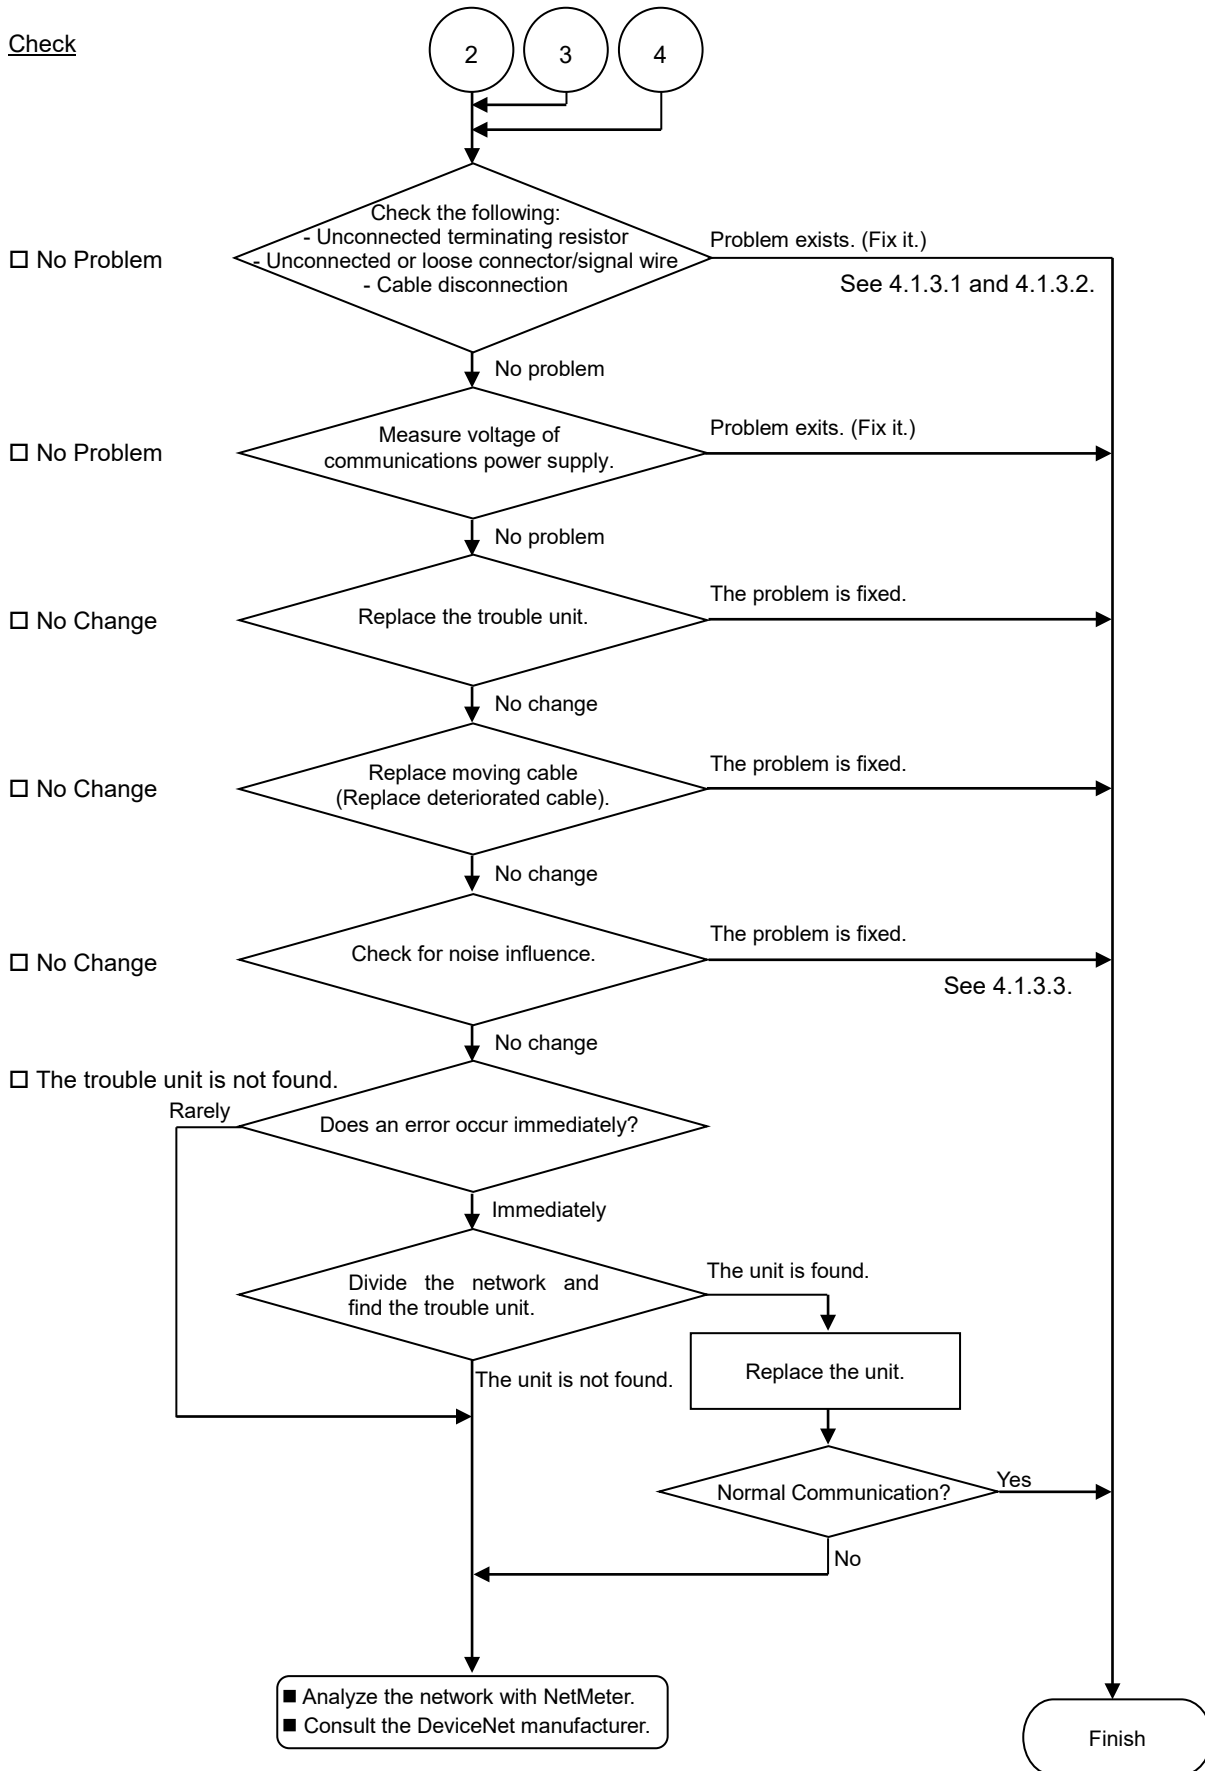 Check
2
3
4
Check the following:
- Unconnected terminating resistor
- Unconnected or loose connector/signal wire
- Cable disconnection
Problem exists. (Fix it.)
See 4.1.3.1 and 4.1.3.2.
□ No Problem
No problem
Measure voltage of
communications power supply.
Problem exits. (Fix it.)
□ No Problem
No problem
Replace the trouble unit.
The problem is fixed.
□ No Change
No change
Replace moving cable
(Replace deteriorated cable).
The problem is fixed.
□ No Change
No change
Check for noise influence.
The problem is fixed.
See 4.1.3.3.
□ No Change
No change
□ The trouble unit is not found.
Rarely
Does an error occur immediately?
Immediately
Divide the network and
find the trouble unit.
The unit is found.
The unit is not found.
Replace the unit.
Normal Communication?
Yes
No
■ Analyze the network with NetMeter.
■ Consult the DeviceNet manufacturer.
Finish